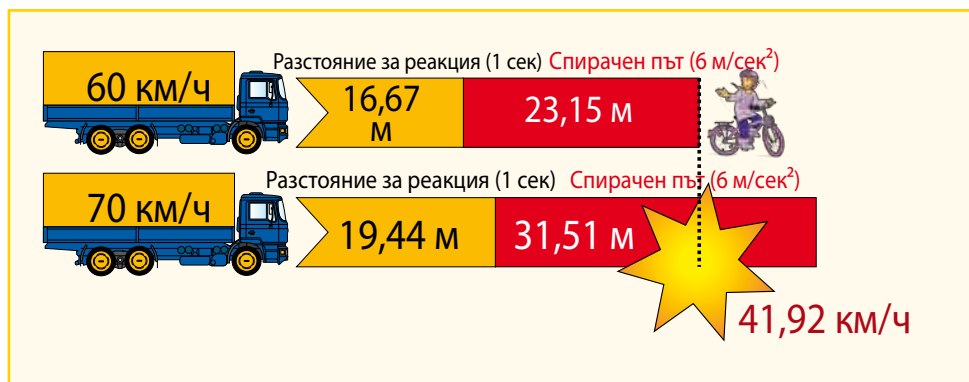 60 км/ч
Разстояние за реакция (1 сек) Спирачен път (6 м/сек²)
16,67
м
23,15 м
70 км/ч
Разстояние за реакция (1 сек) Спирачен път (6 м/сек²)
19,44 м
31,51 м
41,92 км/ч